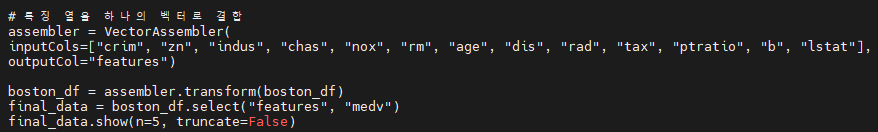 # 특징 열을 하나의 벡터로 결합
assembler = VectorAssembler(
inputCols=["crim", "zn", "indus", "chas", "nox", "rm", "age", "dis", "rad", "tax", "ptratio", "b", "lstat"],
outputCol="features")
boston_df = assembler.transform(boston_df)
final_data = boston_df.select("features", "medv")
final_data.show(n=5, truncate=False)